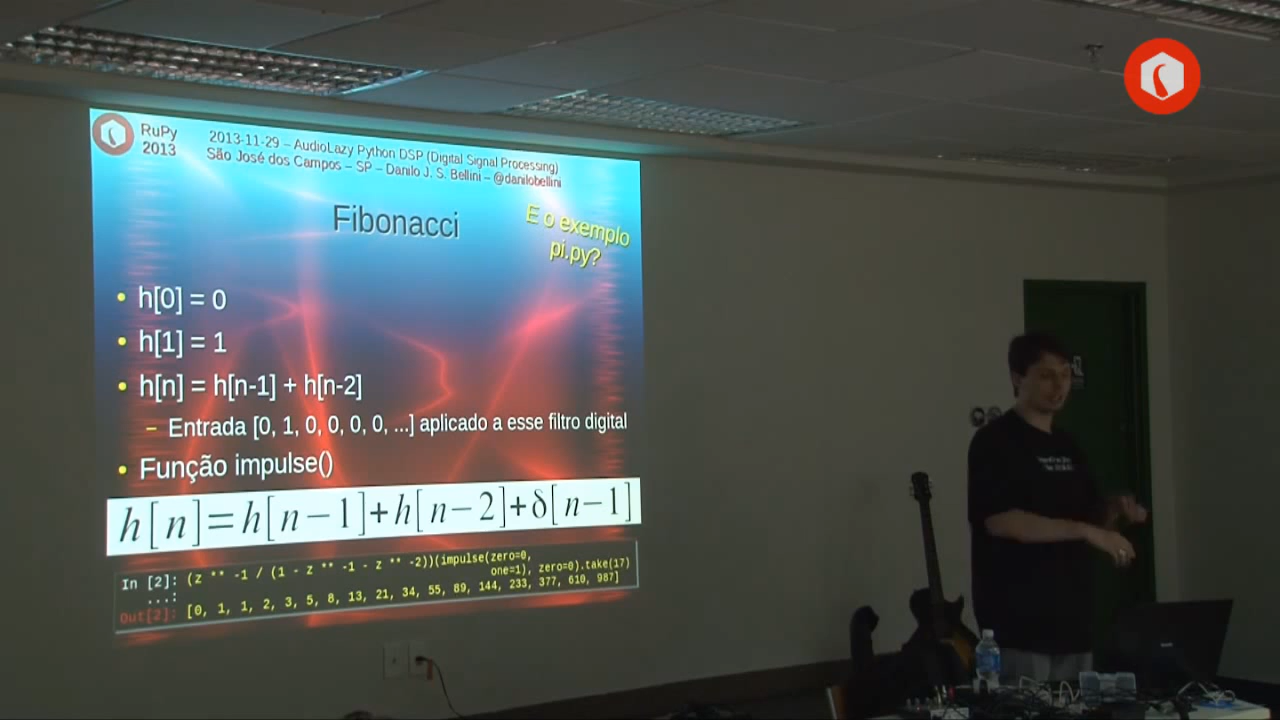 RuPy
2013
2013-11-29 – AudioLazy Python DSP (Digital Signal Processing)
São José dos Campos – SP – Danilo J. S. Bellini – @danilobellini
Fibonacci
E o exemplo
pi.py?
• h[0] = 0
• h[1] = 1
• h[n] = h[n-1] + h[n-2]
– Entrada [0, 1, 0, 0, 0, 0, ...] aplicado a esse filtro digital
• Função impulse()
h[n]=h[n−1]+h[n−2]+δ[n−1]
In [2]: (z ** -1 / (1 - z ** -1 - z ** -2))(impulse(zero=0,
...: one=1), zero=0).take(17)
Out[2]: [0, 1, 1, 2, 3, 5, 8, 13, 21, 34, 55, 89, 144, 233, 377, 610, 987]